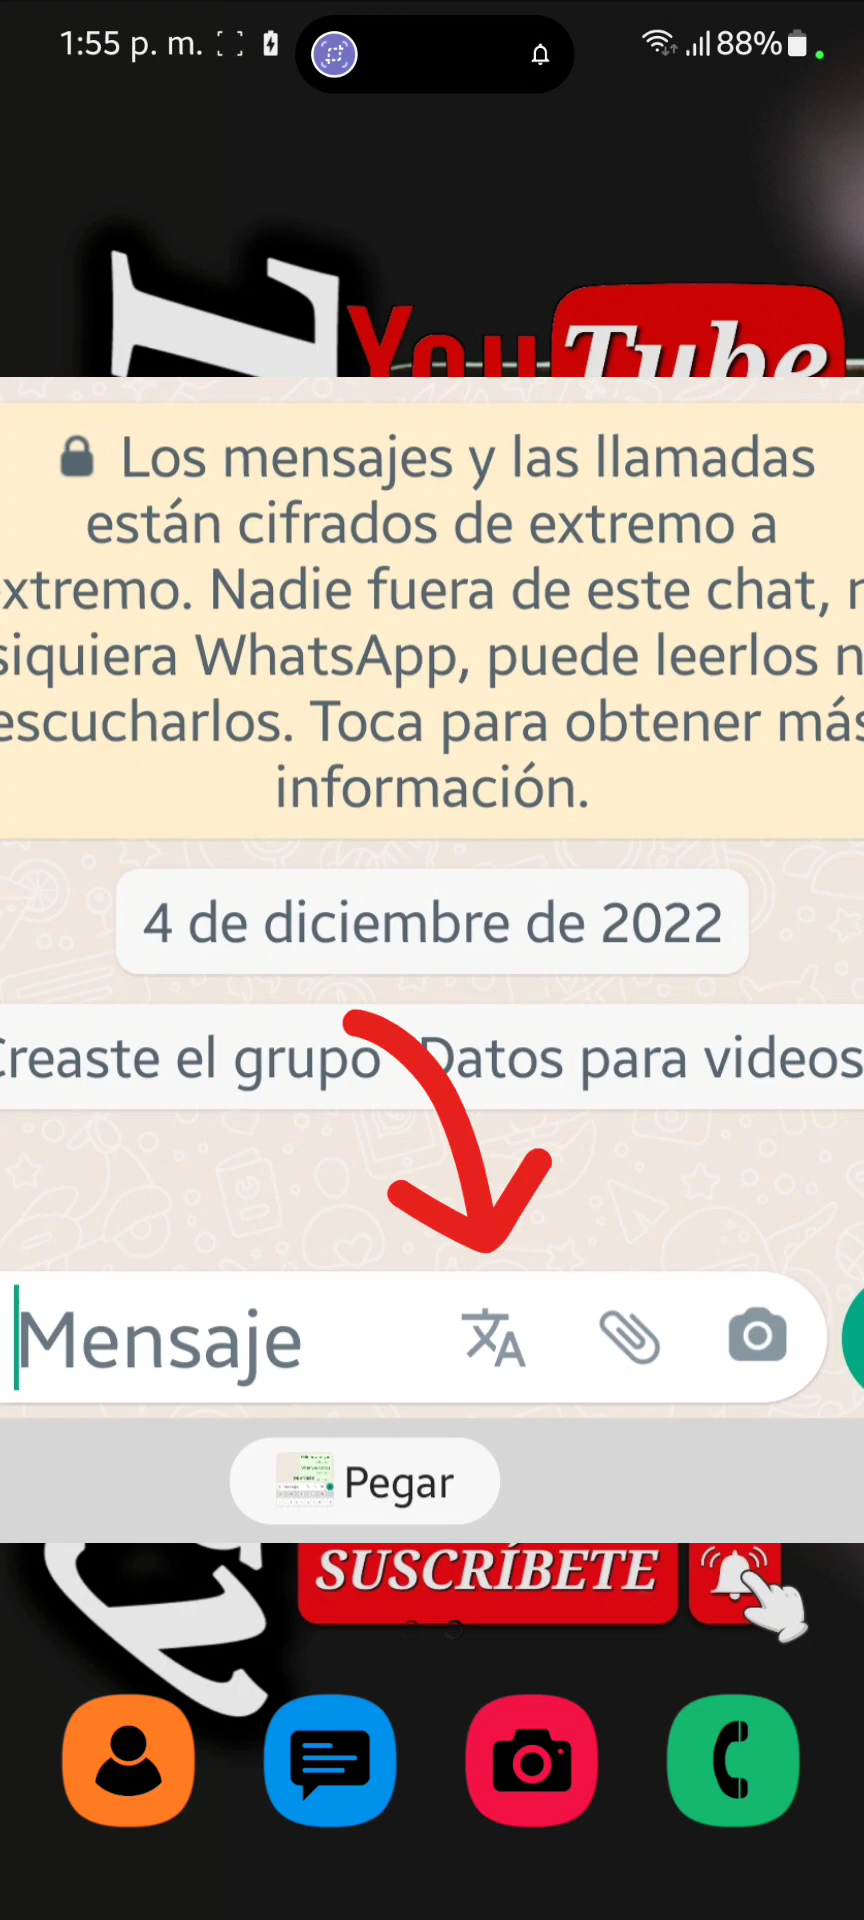 1:55 p. m.
88%
YouTube
Los mensajes y las llamadas
están cifrados de extremo a
xtremo. Nadie fuera de este chat,
siquiera WhatsApp, puede leerlos n
escucharlos. Toca para obtener más
información.
4 de diciembre de 2022
Creaste el grupo Datos para videos
Mensaje
Pegar
SUSCRÍBETE